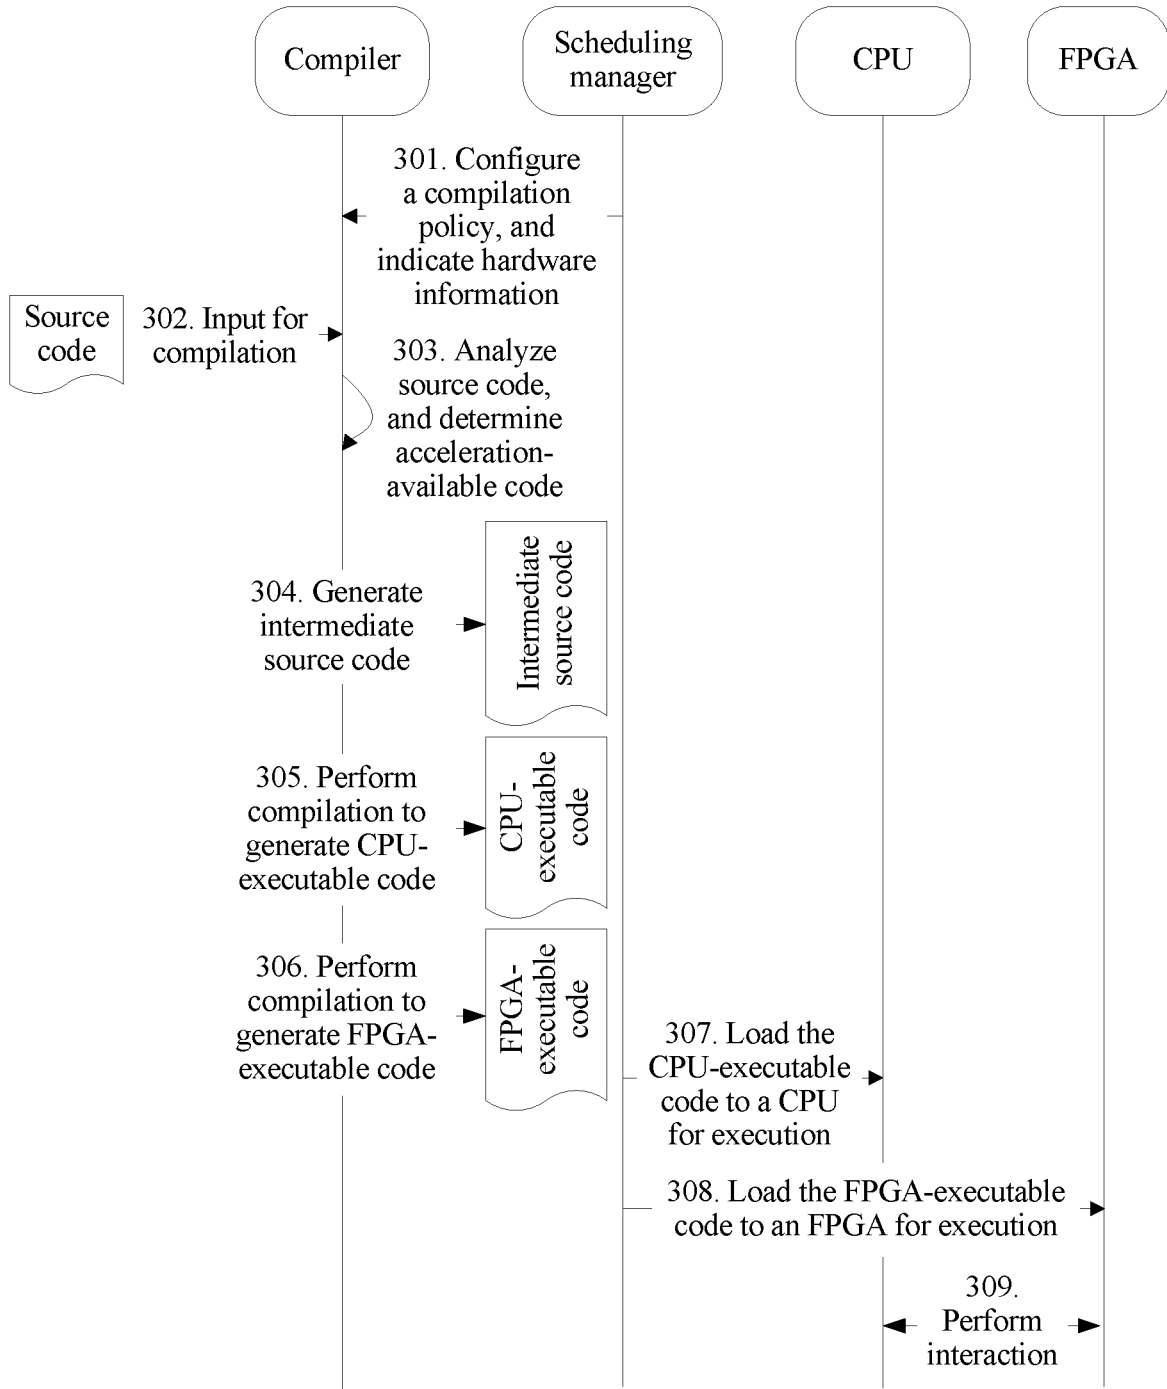 Compiler
Scheduling
manager
CPU
FPGA
301. Configure
a compilation
policy, and
indicate hardware
information
Source
code
302. Input for
compilation
303. Analyze
source code,
and determine
acceleration-
available code
304. Generate
intermediate
source code
Intermediate
source code
305. Perform
compilation to
generate CPU-
executable code
CPU-
executable
code
306. Perform
compilation to
generate FPGA-
executable code
FPGA-
executable
code
307. Load the
CPU-executable
code to a CPU
for execution
308. Load the FPGA-executable
code to an FPGA for execution
309.
Perform
interaction